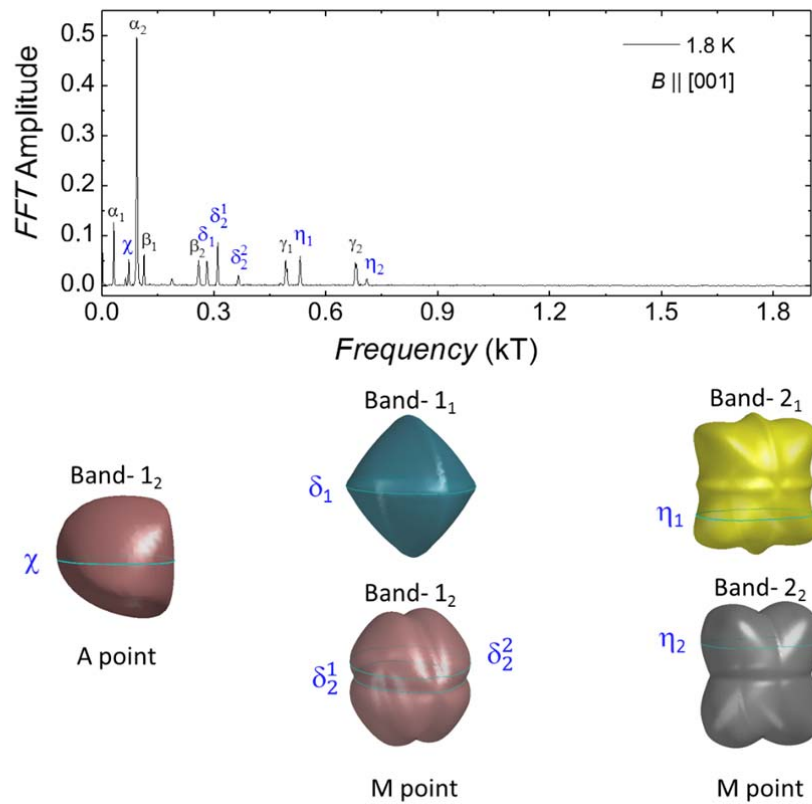 FFT Amplitude
0.5
0.4
0.3
0.2
0.1
0.0
α₂
α₁
χ
β₁
β₂
δ₁
δ₂¹
δ₂²
γ₁
η₁
γ₂
η₂
1.8 K
B || [001]
0.0 0.3 0.6 0.9 1.2 1.5 1.8
Frequency (kT)
Band- 1₂
χ
A point
Band- 1₁
δ₁
Band- 1₂
δ₂¹
δ₂²
M point
Band- 2₁
η₁
Band- 2₂
η₂
M point